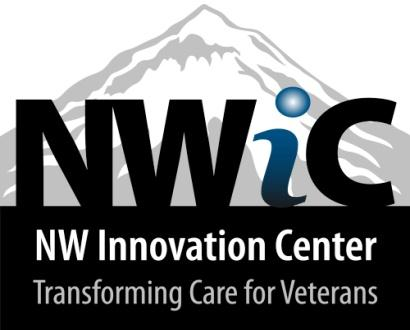 NWiC
NW Innovation Center
Transforming Care for Veterans